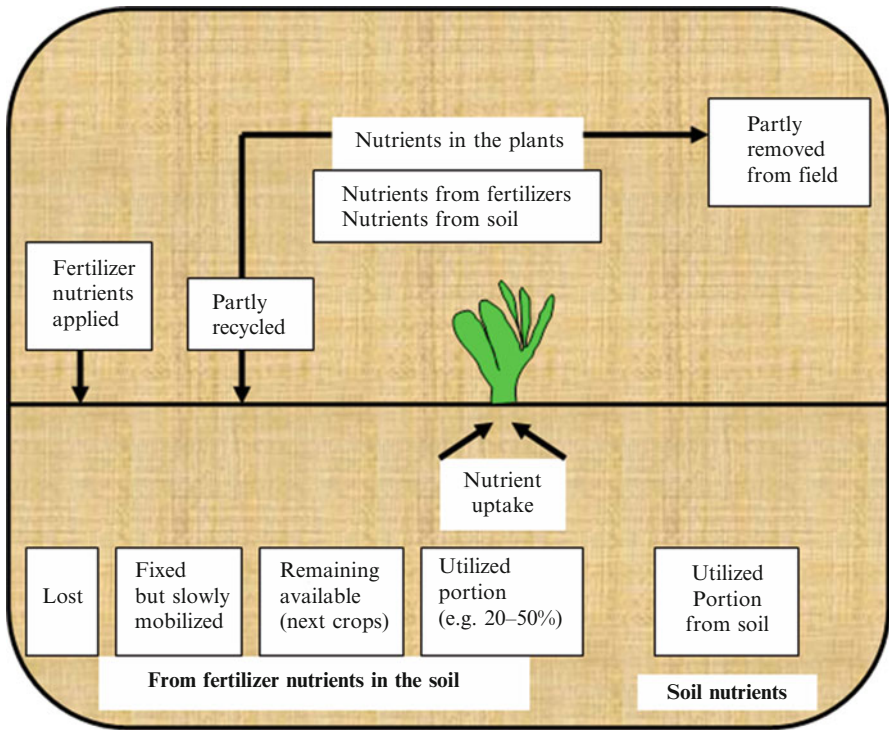 Nutrients in the plants
Partly
removed
from field
Nutrients from fertilizers
Nutrients from soil
Fertilizer
nutrients
applied
Partly
recycled
Nutrient
uptake
Lost
Fixed
but slowly
mobilized
Remaining
available
(next crops)
Utilized
portion
(e.g. 20–50%)
Utilized
Portion
from soil
From fertilizer nutrients in the soil
Soil nutrients